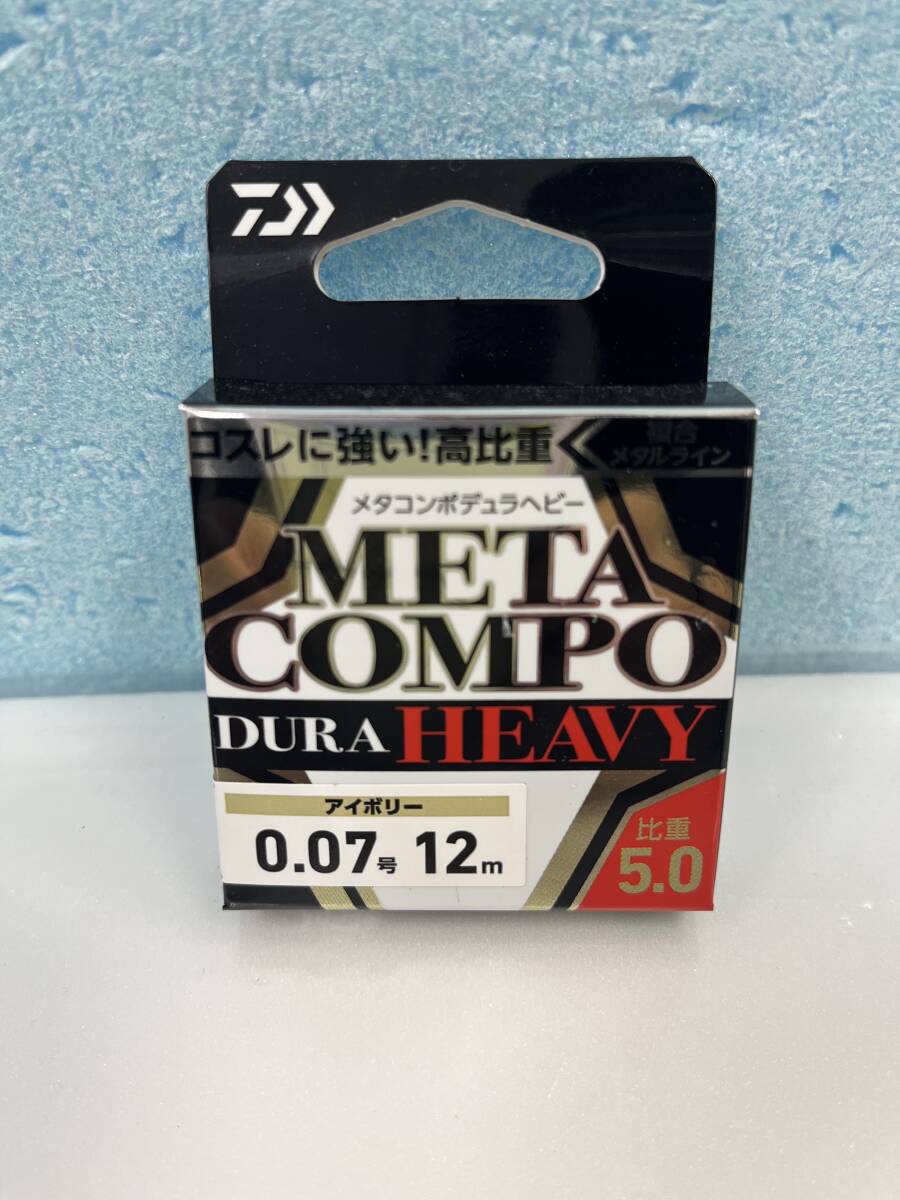 コスレに強い!高比重
複合
メタルライン
メタコンポデュラヘビー
META
COMPO
DURA HEAVY
アイボリー
0.07号 12m
比重
5.0